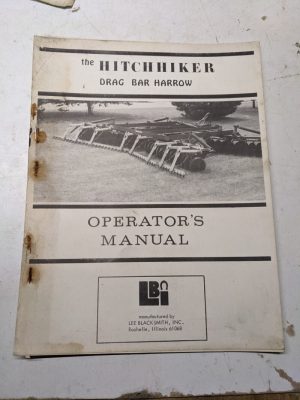 the HITCHHIKER
DRAG BAR HARROW
OPERATOR'S
MANUAL
LBI
manufactured by
LEE BLACKSMITH, INC.
Rochelle, Illinois 61068